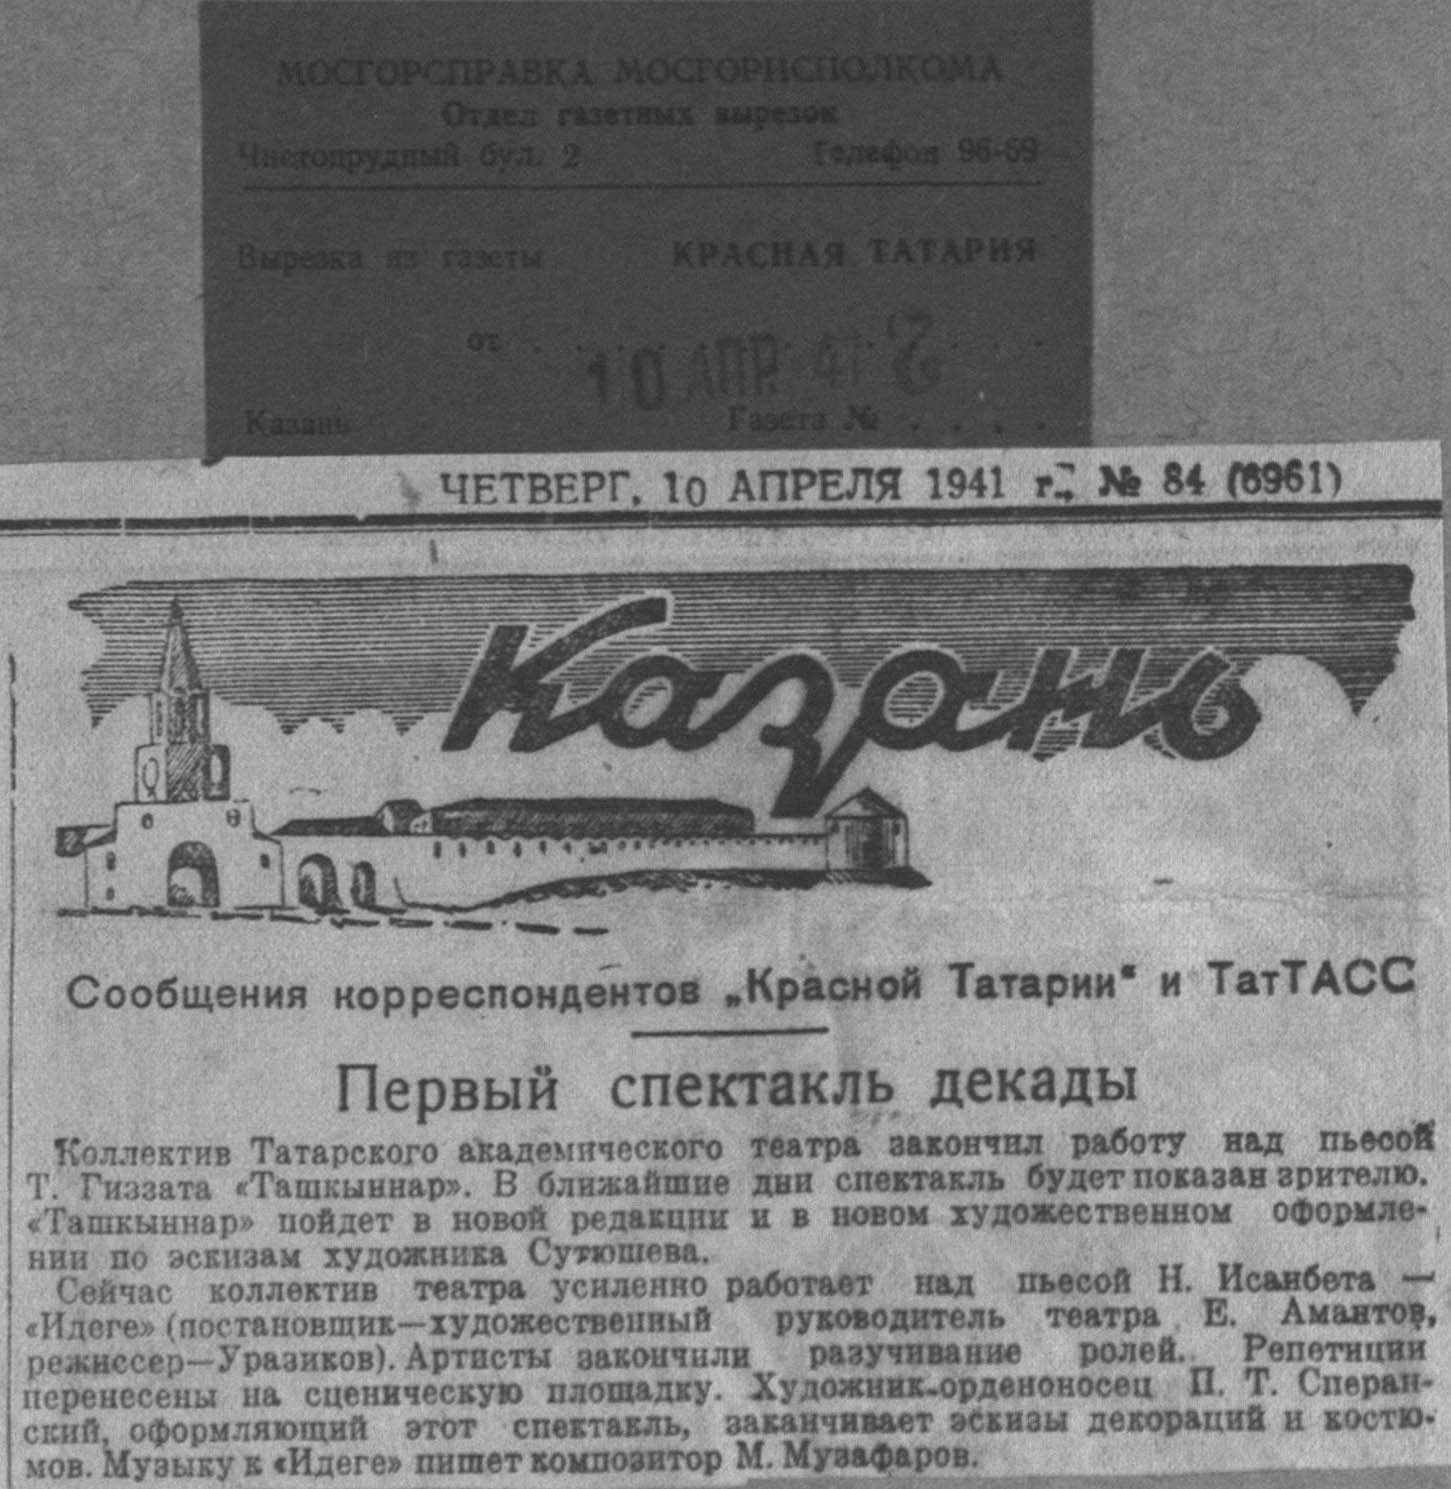 МОСГОРСПРАВКА МОСГОРИСПОЛКОМА
Отдел газетных вырезок
Чистопрудный бул. 2 Телефон 96-69
Вырезка из газеты КРАСНАЯ ТАТАРИЯ
от . . . . . . . . . .
10 АПР. 41
Казань Газета № . . . .
ЧЕТВЕРГ, 10 АПРЕЛЯ 1941 г., № 84 (6961)
Казань
Сообщения корреспондентов „Красной Татарии" и ТатТАСС
Первый спектакль декады
Коллектив Татарского академического театра закончил работу над пьесой
Т. Гиззата «Ташкыннар». В ближайшие дни спектакль будет показан зрителю.
«Ташкыннар» пойдет в новой редакции и в новом художественном оформле-
нии по эскизам художника Сутюшева.
Сейчас коллектив театра усиленно работает над пьесой Н. Исанбета —
«Идеге» (постановщик—художественный руководитель театра Е. Амантов,
режиссер—Уразиков). Артисты закончили разучивание ролей. Репетиции
перенесены на сценическую площадку. Художник-орденоносец П. Т. Сперан-
ский, оформляющий этот спектакль, заканчивает эскизы декораций и костю-
мов. Музыку к «Идеге» пишет композитор М. Музафаров.